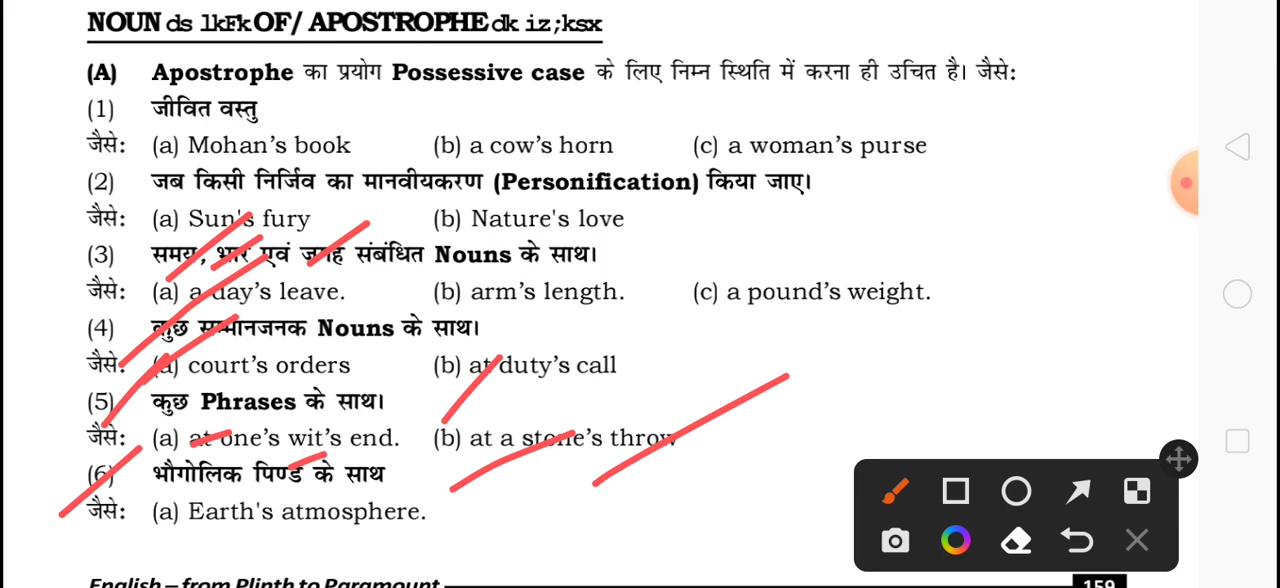 NOUN ds lkFk OF/ APOSTROPHE dk iz;ksx
(A) Apostrophe का प्रयोग Possessive case के लिए निम्न स्थिति में करना ही उचित है। जैसे:
(1) जीवित वस्तु
जैसे: (a) Mohan’s book (b) a cow’s horn (c) a woman’s purse
(2) जब किसी निर्जिव का मानवीयकरण (Personification) किया जाए।
जैसे: (a) Sun's fury (b) Nature's love
(3) समय, भार एवं जगह संबंधित Nouns के साथ।
जैसे: (a) a day’s leave. (b) arm’s length. (c) a pound’s weight.
(4) कुछ सम्मानजनक Nouns के साथ।
जैसे: (a) court’s orders (b) at duty’s call
(5) कुछ Phrases के साथ।
जैसे: (a) at one’s wit’s end. (b) at a stone’s throw
(6) भौगोलिक पिण्ड के साथ
जैसे: (a) Earth's atmosphere.
English – from Plinth to Paramount 159